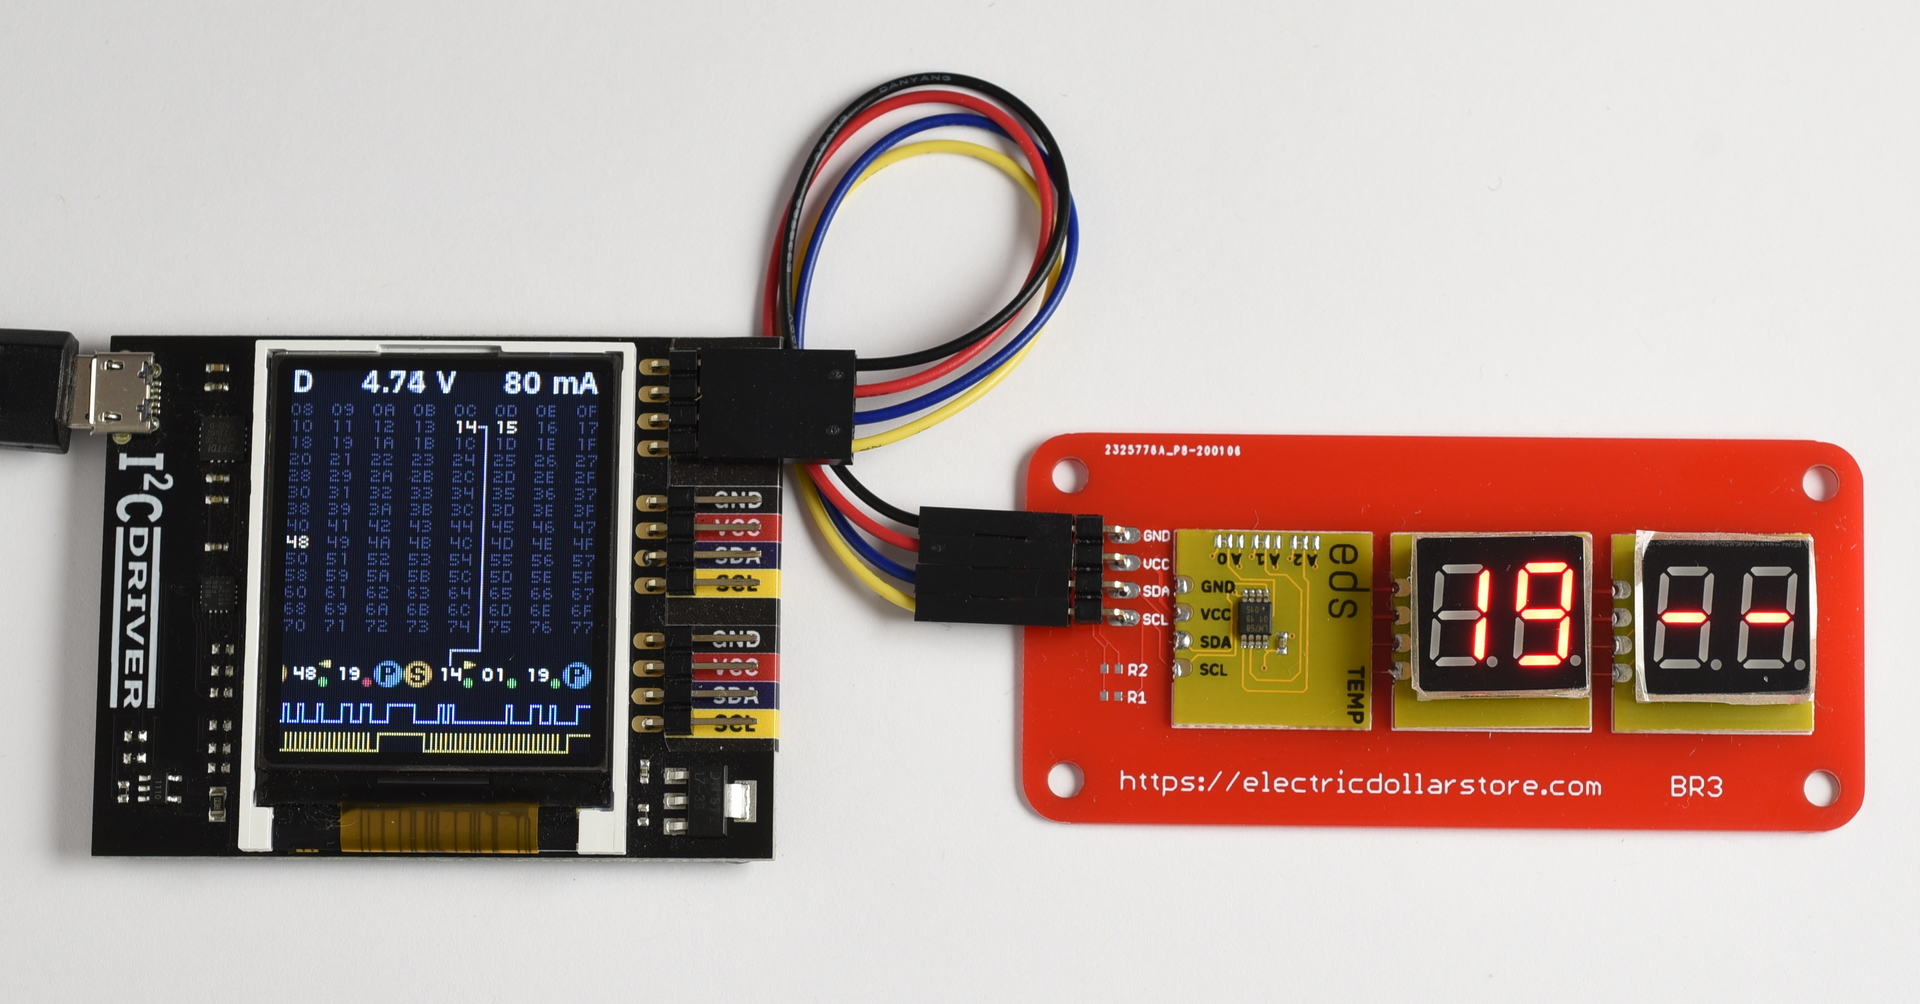 DANYANG
D 4.74 V 80 mA
08 09 0A 0B 0C 0D 0E 0F
10 11 12 13 14 15 16 17
18 19 1A 1B 1C 1D 1E 1F
20 21 22 23 24 25 26 27
28 29 2A 2B 2C 2D 2E 2F
30 31 32 33 34 35 36 37
38 39 3A 3B 3C 3D 3E 3F
40 41 42 43 44 45 46 47
48 49 4A 4B 4C 4D 4E 4F
50 51 52 53 54 55 56 57
58 59 5A 5B 5C 5D 5E 5F
60 61 62 63 64 65 66 67
68 69 6A 6B 6C 6D 6E 6F
70 71 72 73 74 75 76 77
48 19 P S 14 01 19 P
I²CDRIVER
GND
VCC
SDA
SCL
GND
VCC
SDA
SCL
2325776A_P8-200106
GND
VCC
SDA
SCL
R2
R1
A0 A1 A2
eds
GND
VCC
SDA
SCL
TEMP
19
--
https://electricdollarstore.com BR3